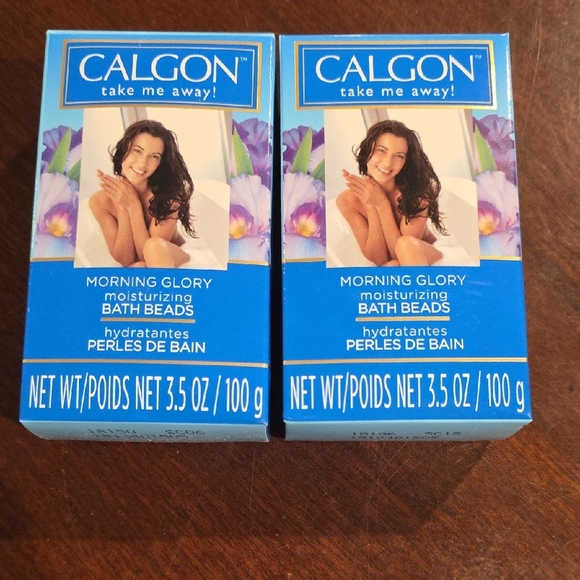 CALGON™
take me away!
MORNING GLORY
moisturizing
BATH BEADS
hydratantes
PERLES DE BAIN
NET WT/POIDS NET 3.5 OZ / 100 g
CALGON™
take me away!
MORNING GLORY
moisturizing
BATH BEADS
hydratantes
PERLES DE BAIN
NET WT/POIDS NET 3.5 OZ / 100 g